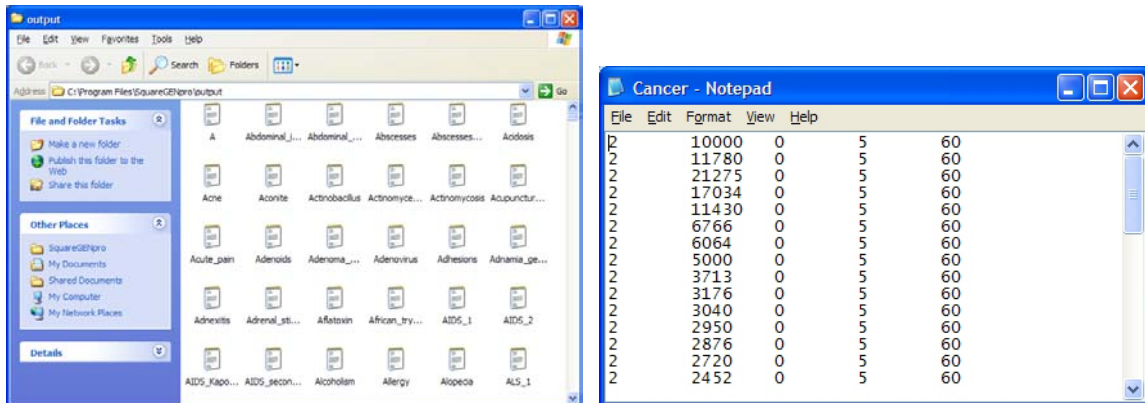 output
File Edit View Favorites Tools Help
Back Search Folders
Address C:\Program Files\SquareGENpro\output Go
File and Folder Tasks
Make a new folder
Publish this folder to the
Web
Share this folder
Other Places
SquareGENpro
My Documents
Shared Documents
My Computer
My Network Places
Details
A Abdominal_i... Abdominal_... Abscesses Abscesses... Acidosis
Acne Aconite Actinobacillus Actinomyce... Actinomycosis Acupunctur...
Acute_pain Adenoids Adenoma_... Adenovirus Adhesions Adnamia_ge...
Adnexitis Adrenal_sti... Aflatoxin African_try... AIDS_1 AIDS_2
AIDS_Kapo... AIDS_secon... Alcoholism Allergy Alopecia ALS_1
Cancer - Notepad
File Edit Format View Help
2 10000 0 5 60
2 11780 0 5 60
2 21275 0 5 60
2 17034 0 5 60
2 11430 0 5 60
2 6766 0 5 60
2 6064 0 5 60
2 5000 0 5 60
2 3713 0 5 60
2 3176 0 5 60
2 3040 0 5 60
2 2950 0 5 60
2 2876 0 5 60
2 2720 0 5 60
2 2452 0 5 60